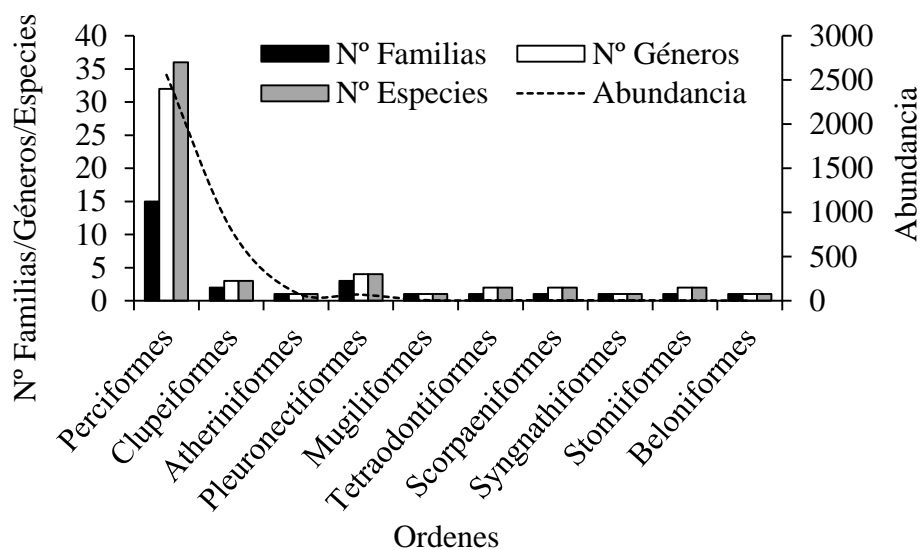 Nº Familias/Géneros/Especies
40
35
30
25
20
15
10
5
0
Nº Familias
Nº Géneros
Nº Especies
Abundancia
3000
2500
2000
1500
1000
500
0
Abundancia
Perciformes
Clupeiformes
Atheriniformes
Pleuronectiformes
Mugiliformes
Tetraodontiformes
Scorpaeniformes
Syngnathiformes
Stomiiformes
Beloniformes
Ordenes